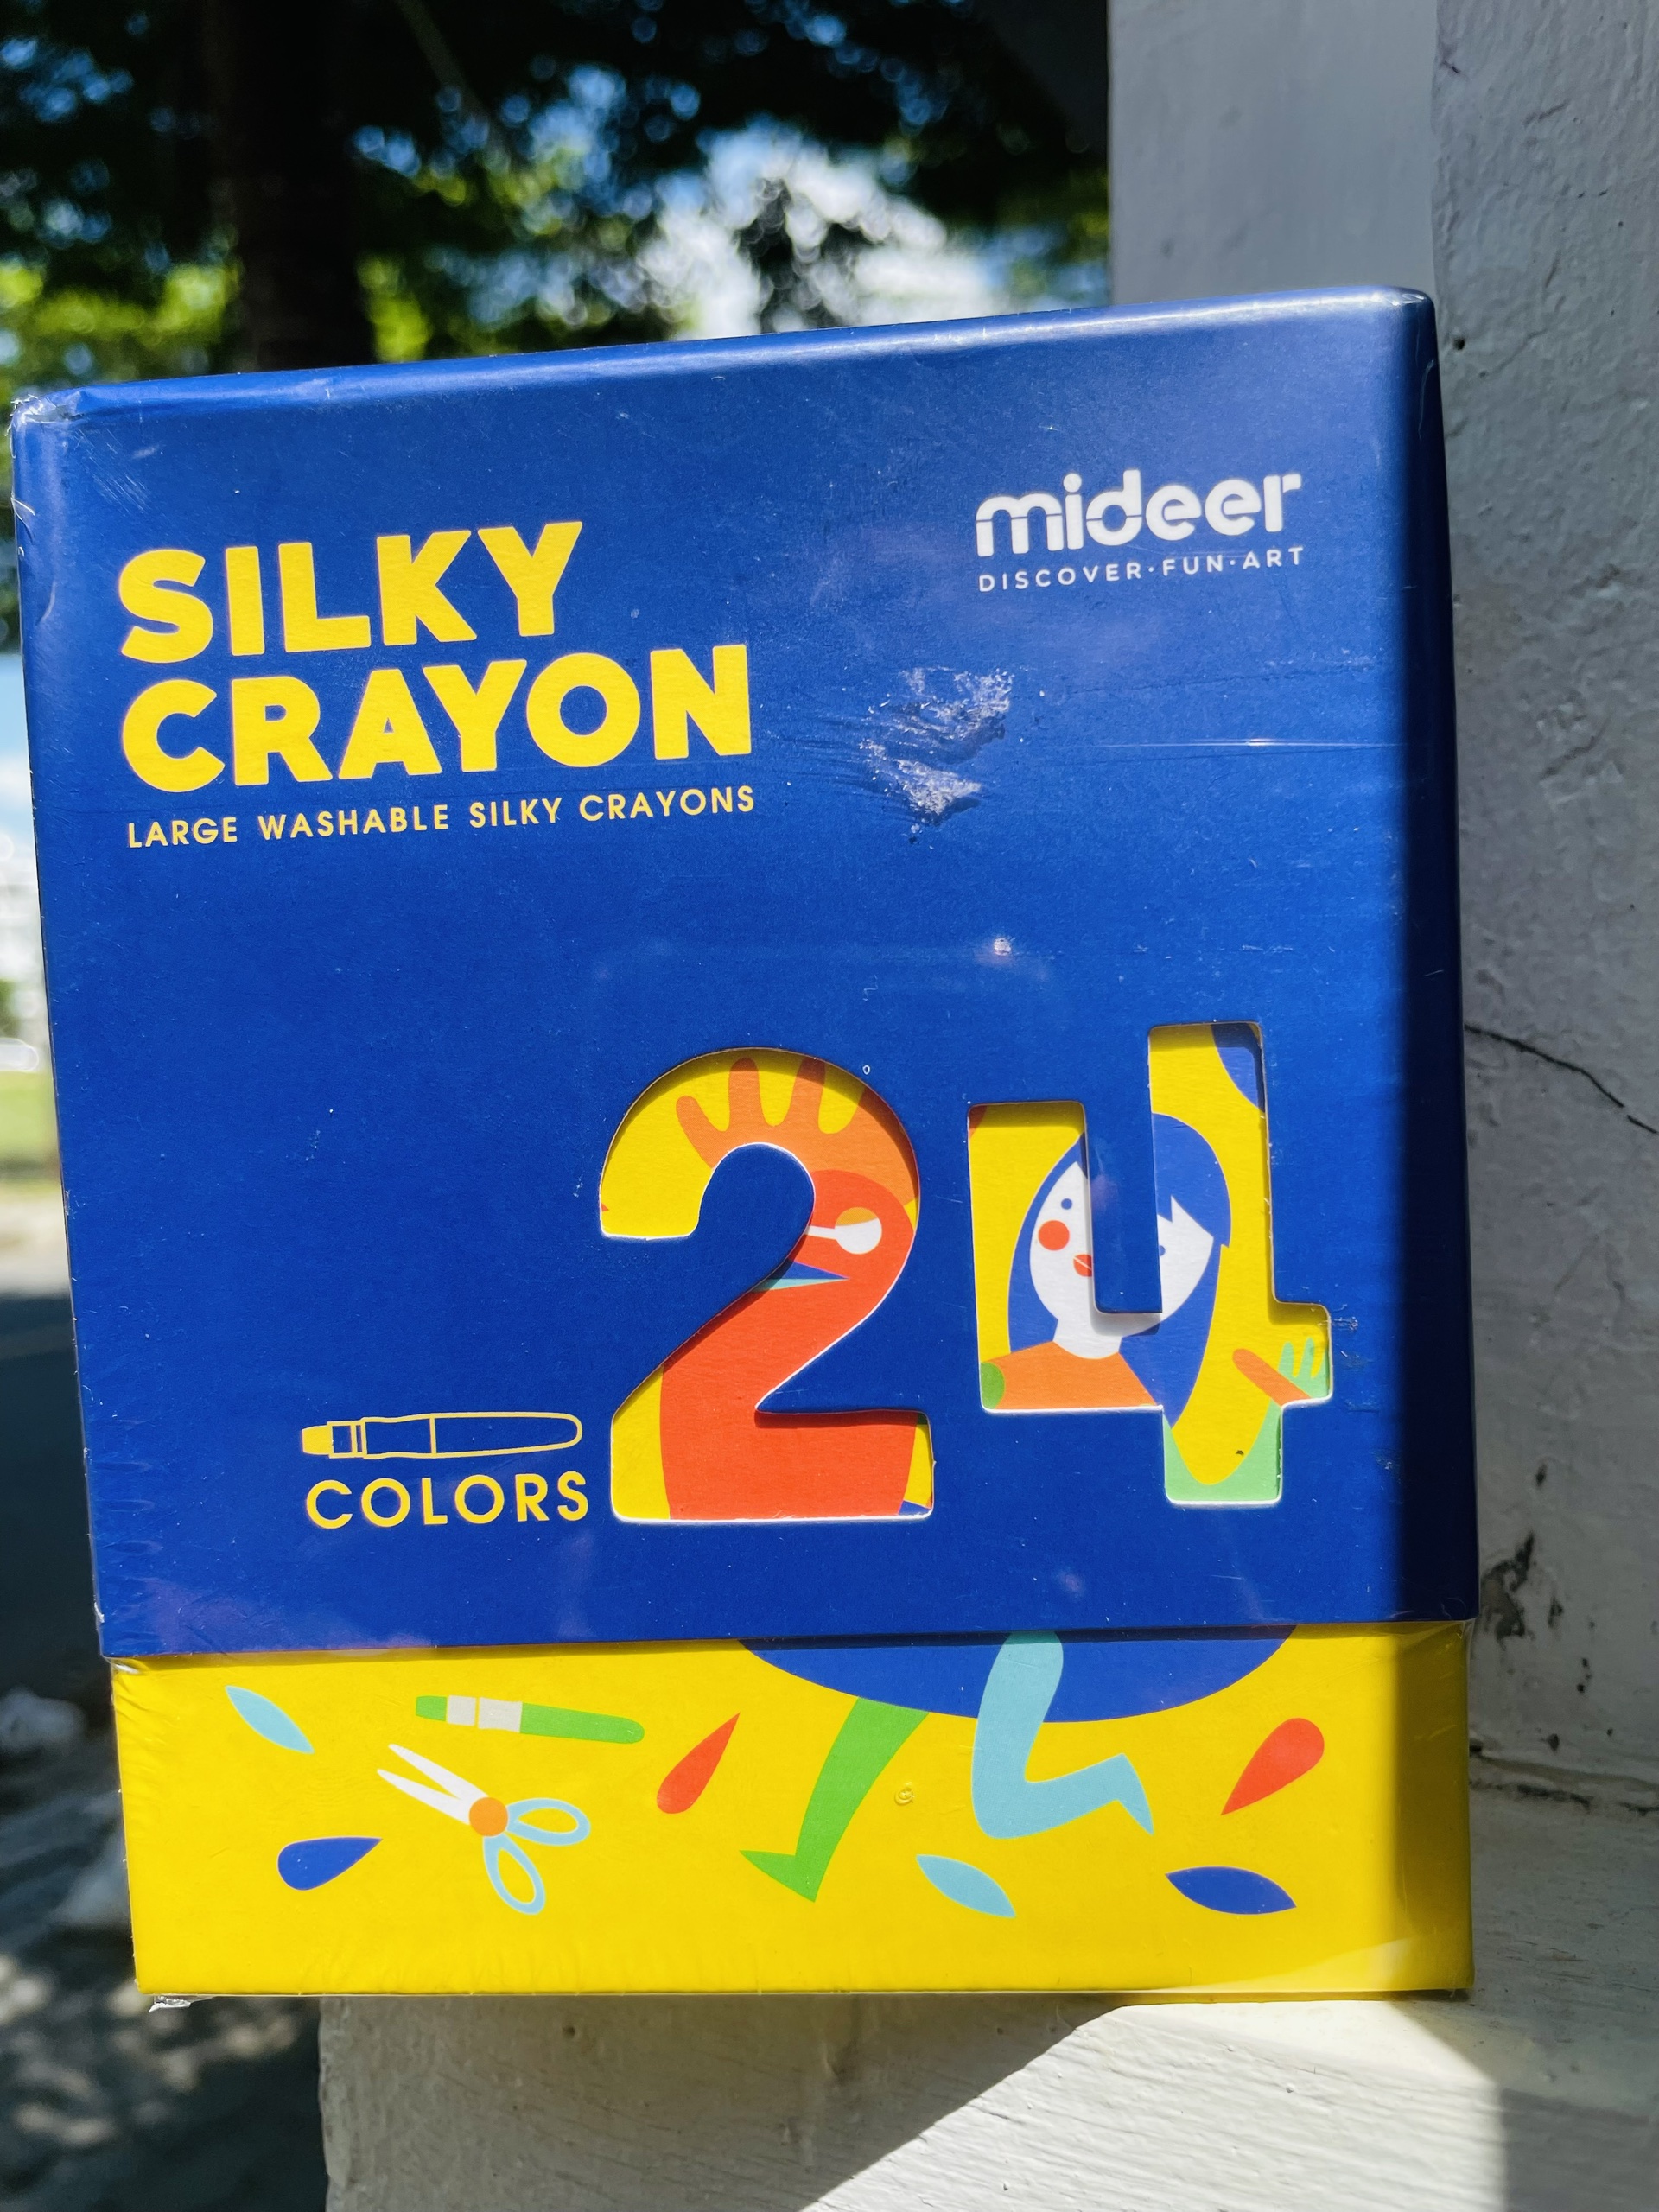 mideer
DISCOVER·FUN·ART
SILKY
CRAYON
LARGE WASHABLE SILKY CRAYONS
24
COLORS